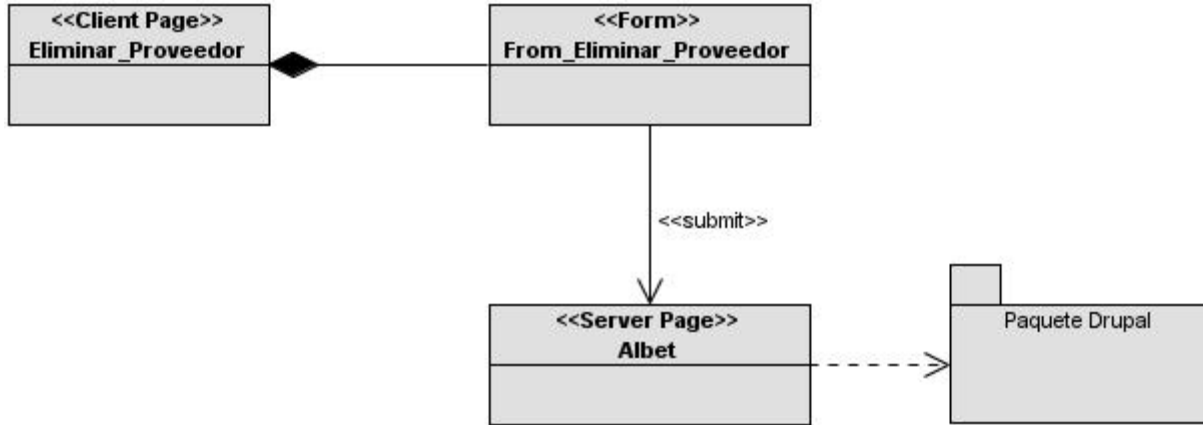 <<Client Page>>
Eliminar_Proveedor
<<Form>>
From_Eliminar_Proveedor
<<submit>>
<<Server Page>>
Albet
Paquete Drupal